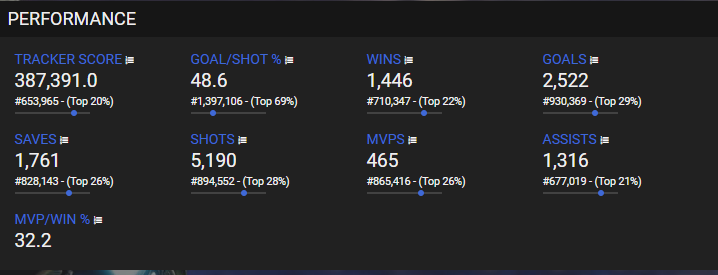 PERFORMANCE
TRACKER SCORE GOAL/SHOT % WINS GOALS
387,391.0 48.6 1,446 2,522
#653,965 - (Top 20%) #1,397,106 - (Top 69%) #710,347 - (Top 22%) #930,369 - (Top 29%)
SAVES SHOTS MVPS ASSISTS
1,761 5,190 465 1,316
#828,143 - (Top 26%) #894,552 - (Top 28%) #865,416 - (Top 26%) #677,019 - (Top 21%)
MVP/WIN %
32.2